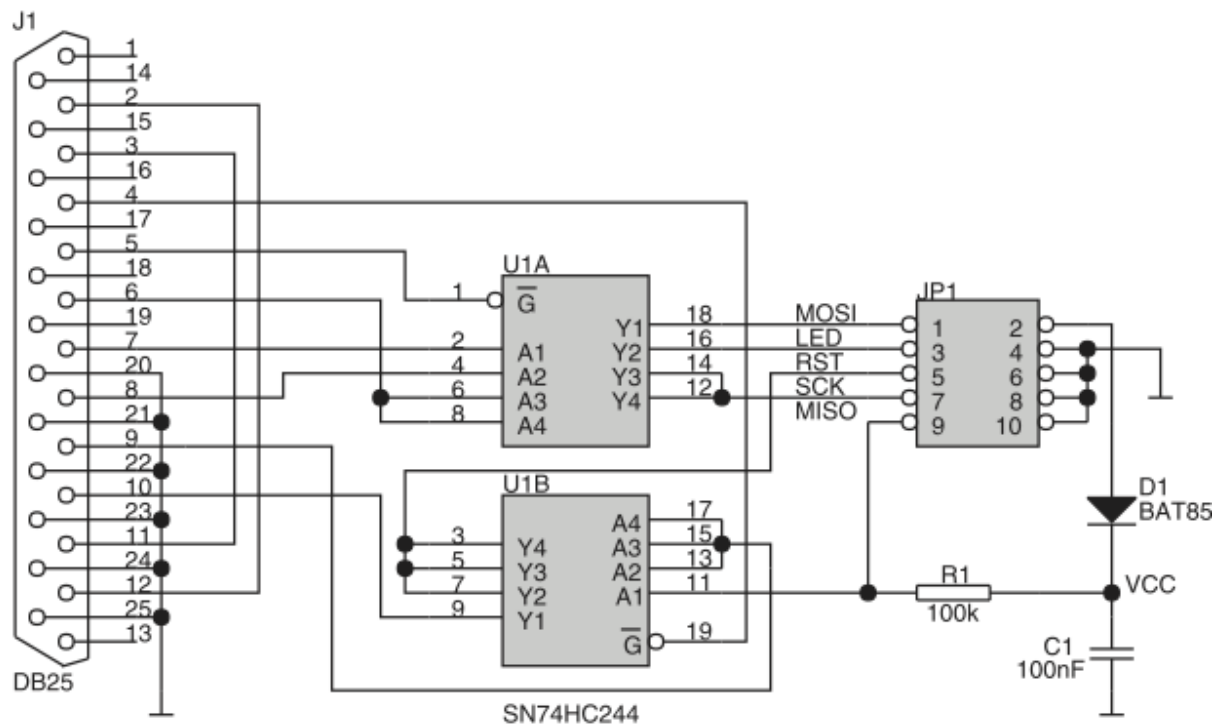 J1
1
14
2
15
3
16
4
17
5
18
6
19
7
20
8
21
9
22
10
23
11
24
12
25
13
DB25
U1A
1 G
2 A1
4 A2
6 A3
8 A4
Y1 18
Y2 16
Y3 14
Y4 12
U1B
3 Y4
5 Y3
7 Y2
9 Y1
A4 17
A3 15
A2 13
A1 11
G 19
SN74HC244
MOSI
LED
RST
SCK
MISO
JP1
1 2
3 4
5 6
7 8
9 10
D1
BAT85
R1
100k
VCC
C1
100nF